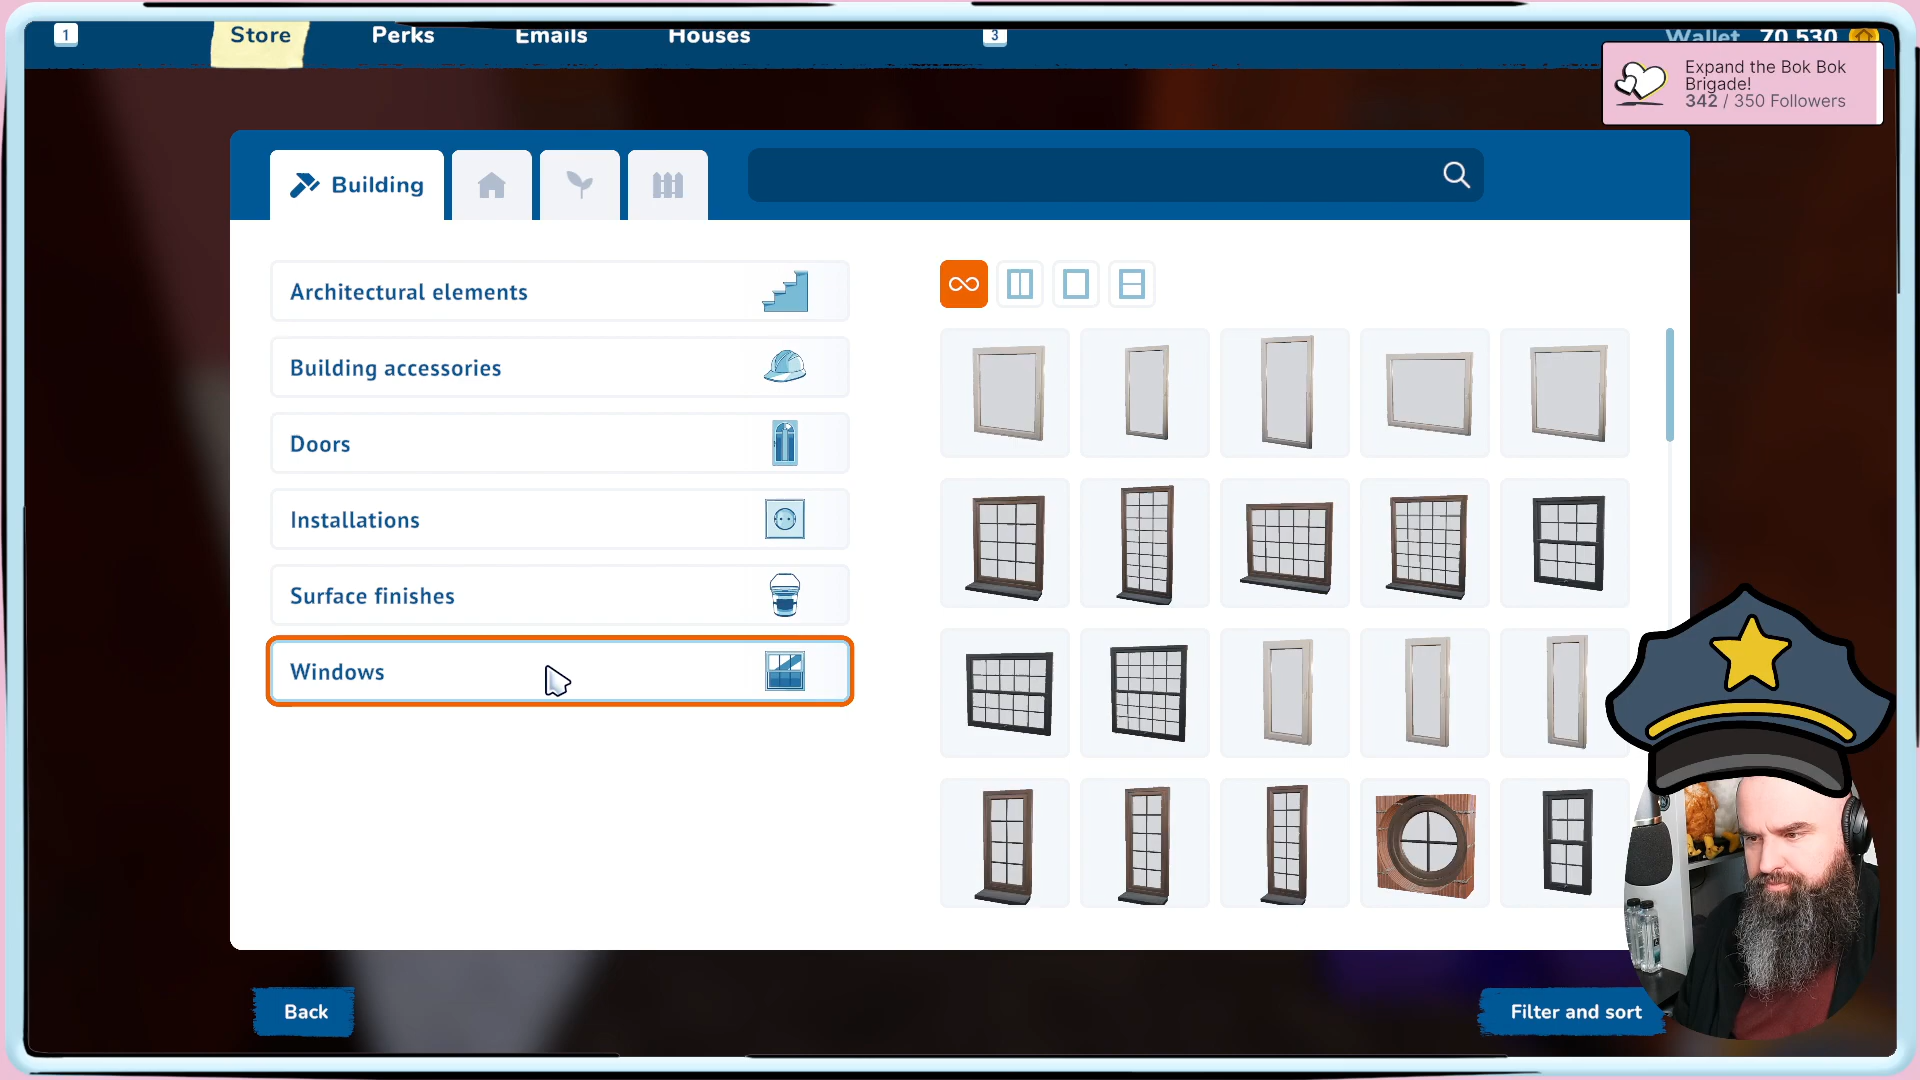 1
Store
Perks
Emails
Houses
3
Wallet 70 530
Expand the Bok Bok
Brigade!
342 / 350 Followers
Building
Architectural elements
Building accessories
Doors
Installations
Surface finishes
Windows
Back
Filter and sort